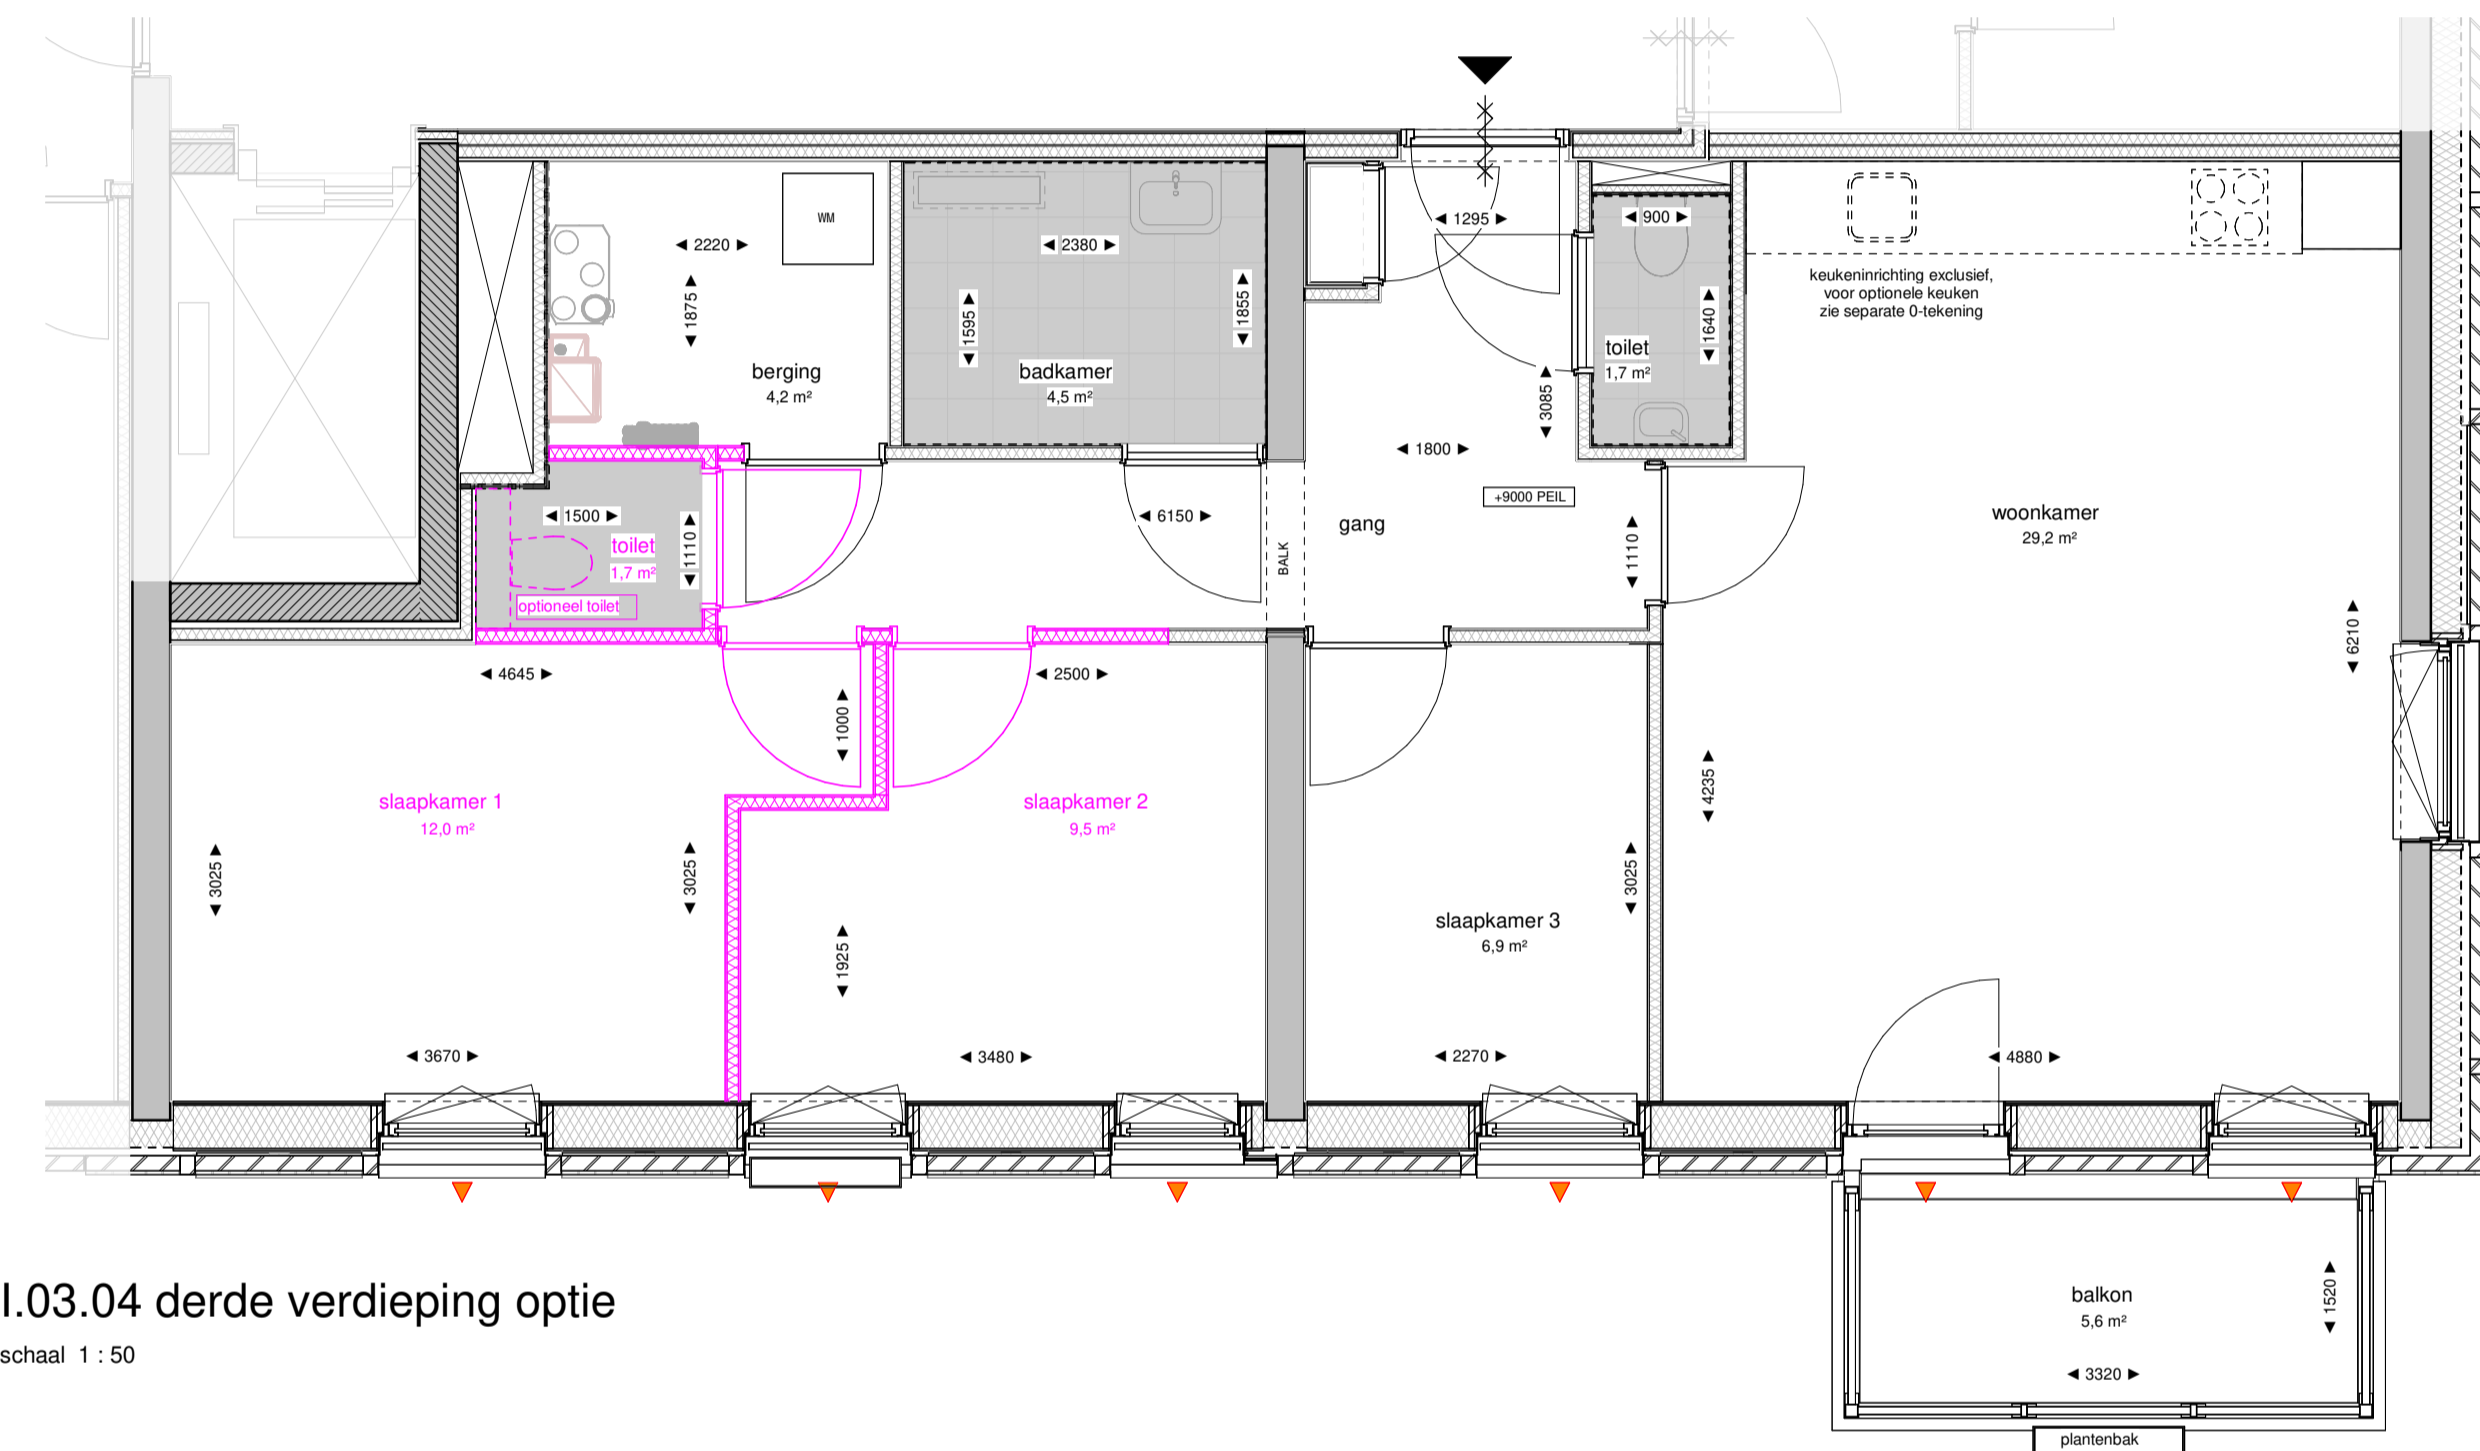 WM
◄ 2220 ►
◄ 1875 ►
berging
4,2 m²
◄ 2380 ►
◄ 1595 ►
◄ 1855 ►
badkamer
4,5 m²
◄ 1295 ►
◄ 900 ►
◄ 1640 ►
toilet
1,7 m²
◄ 3085 ►
◄ 1800 ►
keukeninrichting exclusief,
voor optionele keuken
zie separate 0-tekening
+9000 PEIL
gang
◄ 1110 ►
BALK
◄ 6150 ►
◄ 1500 ►
◄ 1110 ►
toilet
1,7 m²
optioneel toilet
woonkamer
29,2 m²
◄ 6210 ►
◄ 4235 ►
◄ 4645 ►
◄ 1000 ►
◄ 2500 ►
slaapkamer 1
12,0 m²
◄ 3025 ►
◄ 3025 ►
◄ 3670 ►
slaapkamer 2
9,5 m²
◄ 1925 ►
◄ 3480 ►
slaapkamer 3
6,9 m²
◄ 3025 ►
◄ 2270 ►
◄ 4880 ►
balkon
5,6 m²
◄ 1520 ►
◄ 3320 ►
plantenbak
I.03.04 derde verdieping optie
schaal 1 : 50